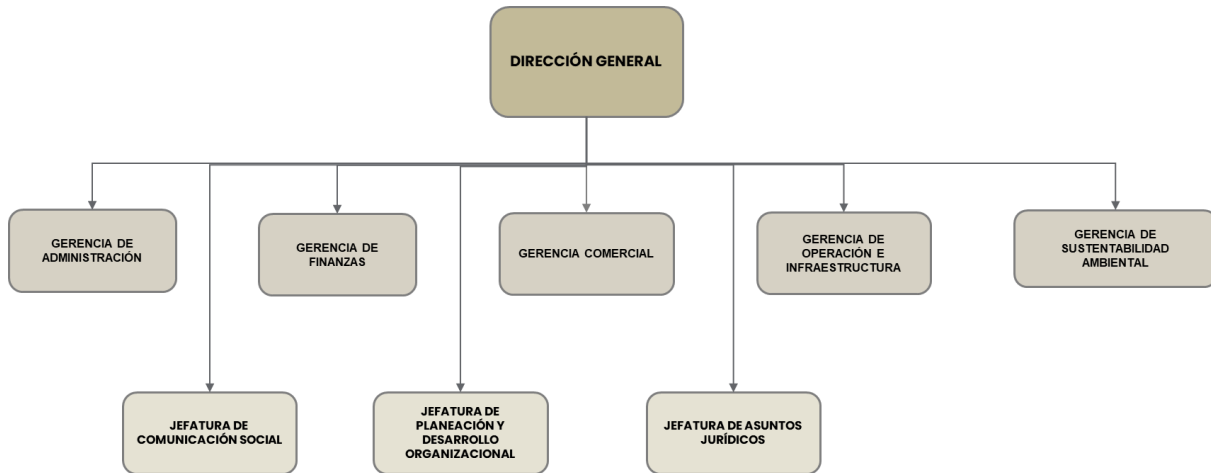 DIRECCIÓN GENERAL
GERENCIA DE
ADMINISTRACIÓN
GERENCIA DE
FINANZAS
GERENCIA COMERCIAL
GERENCIA DE
OPERACIÓN E
INFRAESTRUCTURA
GERENCIA DE
SUSTENTABILIDAD
AMBIENTAL
JEFATURA DE
COMUNICACIÓN SOCIAL
JEFATURA DE
PLANEACIÓN Y
DESARROLLO
ORGANIZACIONAL
JEFATURA DE ASUNTOS
JURÍDICOS